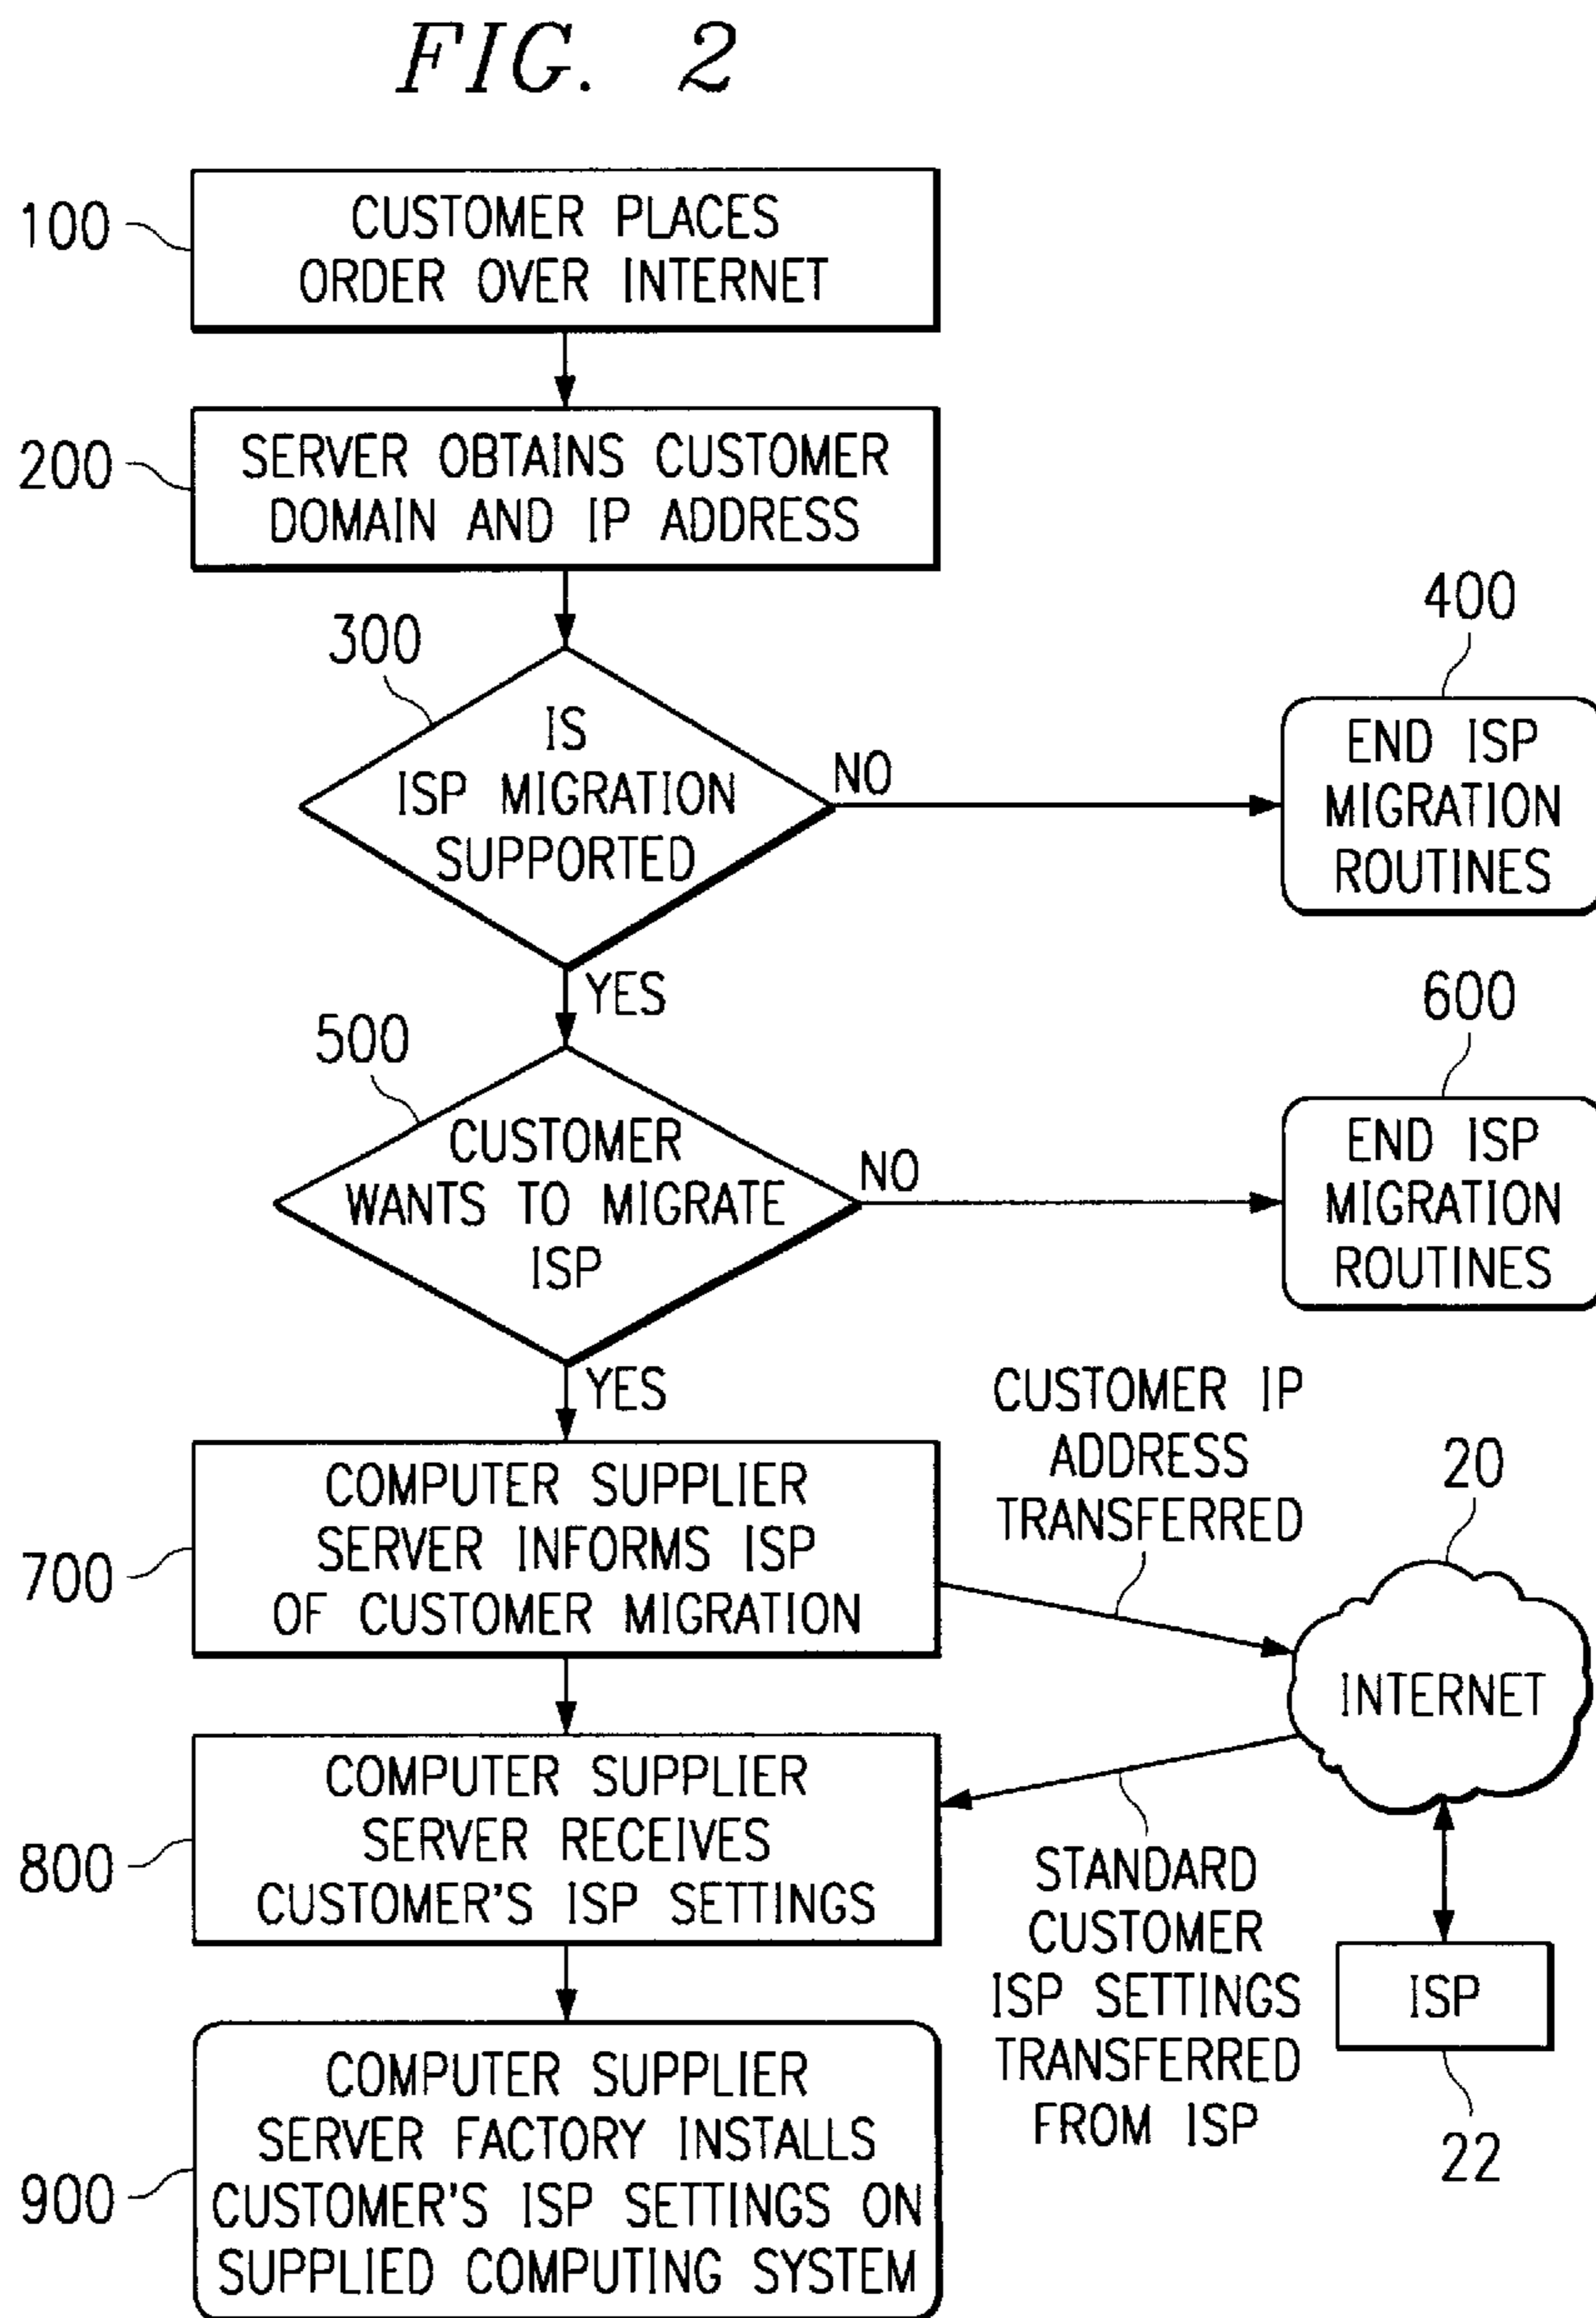 FIG. 2
100
CUSTOMER PLACES
ORDER OVER INTERNET
200
SERVER OBTAINS CUSTOMER
DOMAIN AND IP ADDRESS
300
IS
ISP MIGRATION
SUPPORTED
NO
400
END ISP
MIGRATION
ROUTINES
YES
500
CUSTOMER
WANTS TO MIGRATE
ISP
NO
600
END ISP
MIGRATION
ROUTINES
YES
700
COMPUTER SUPPLIER
SERVER INFORMS ISP
OF CUSTOMER MIGRATION
CUSTOMER IP
ADDRESS
TRANSFERRED
20
INTERNET
800
COMPUTER SUPPLIER
SERVER RECEIVES
CUSTOMER'S ISP SETTINGS
STANDARD
CUSTOMER
ISP SETTINGS
TRANSFERRED
FROM ISP
ISP
22
900
COMPUTER SUPPLIER
SERVER FACTORY INSTALLS
CUSTOMER'S ISP SETTINGS ON
SUPPLIED COMPUTING SYSTEM